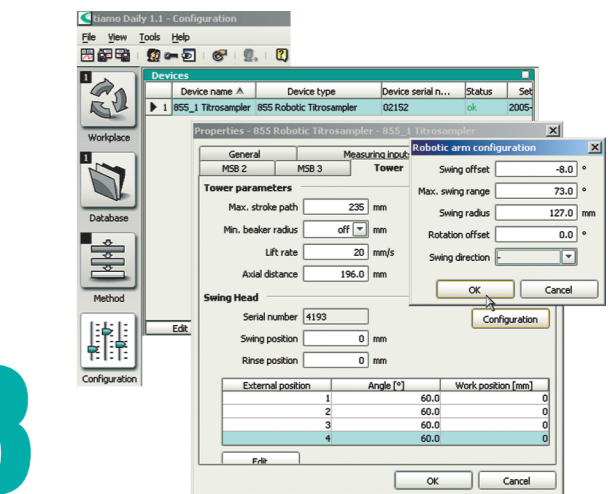 tiamo Daily 1.1 - Configuration
File View Tools Help
Devices
Device name Device type Device serial n... Status Set
1 855_1 Titrosampler 855 Robotic Titrosampler 02152 ok 2005-
1
Workplace
1
Database
Method
Configuration
Edit
Properties - 855 Robotic Titrosampler - 855_1 Titrosampler
General Measuring input:
MSB 2 MSB 3 Tower
Tower parameters
Max. stroke path 235 mm
Min. beaker radius off mm
Lift rate 20 mm/s
Axial distance 196.0 mm
Swing Head
Serial number 4193
Configuration
Swing position 0 mm
Rinse position 0 mm
External position Angle [°] Work position [mm]
1 60.0 0
2 60.0 0
3 60.0 0
4 60.0 0
Edit
OK Cancel
Robotic arm configuration
Swing offset -8.0 °
Max. swing range 73.0 °
Swing radius 127.0 mm
Rotation offset 0.0 °
Swing direction -
OK Cancel